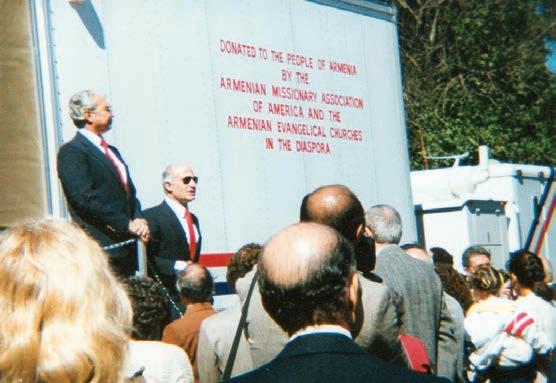 DONATED TO THE PEOPLE OF ARMENIA
BY THE
ARMENIAN MISSIONARY ASSOCIATION
OF AMERICA AND THE
ARMENIAN EVANGELICAL CHURCHES
IN THE DIASPORA